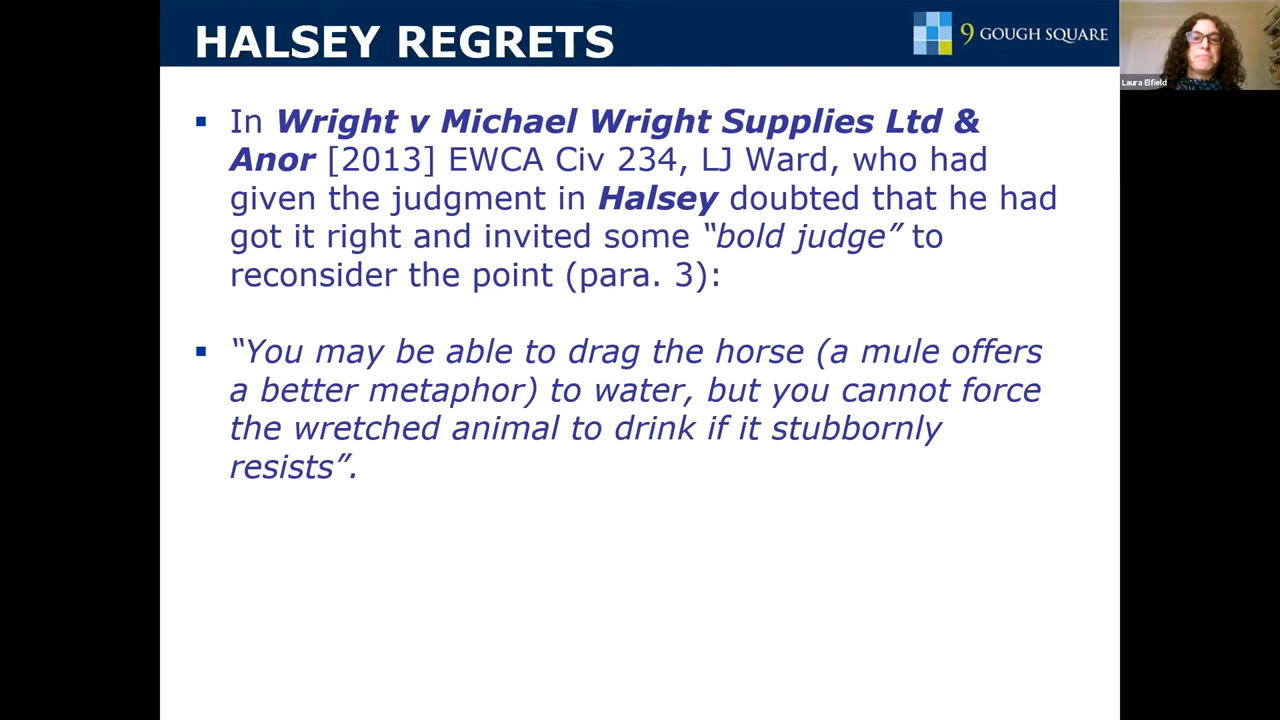 HALSEY REGRETS
9 GOUGH SQUARE
Laura Elfield
▪ In Wright v Michael Wright Supplies Ltd &
Anor [2013] EWCA Civ 234, LJ Ward, who had
given the judgment in Halsey doubted that he had
got it right and invited some “bold judge” to
reconsider the point (para. 3):
▪ “You may be able to drag the horse (a mule offers
a better metaphor) to water, but you cannot force
the wretched animal to drink if it stubbornly
resists”.